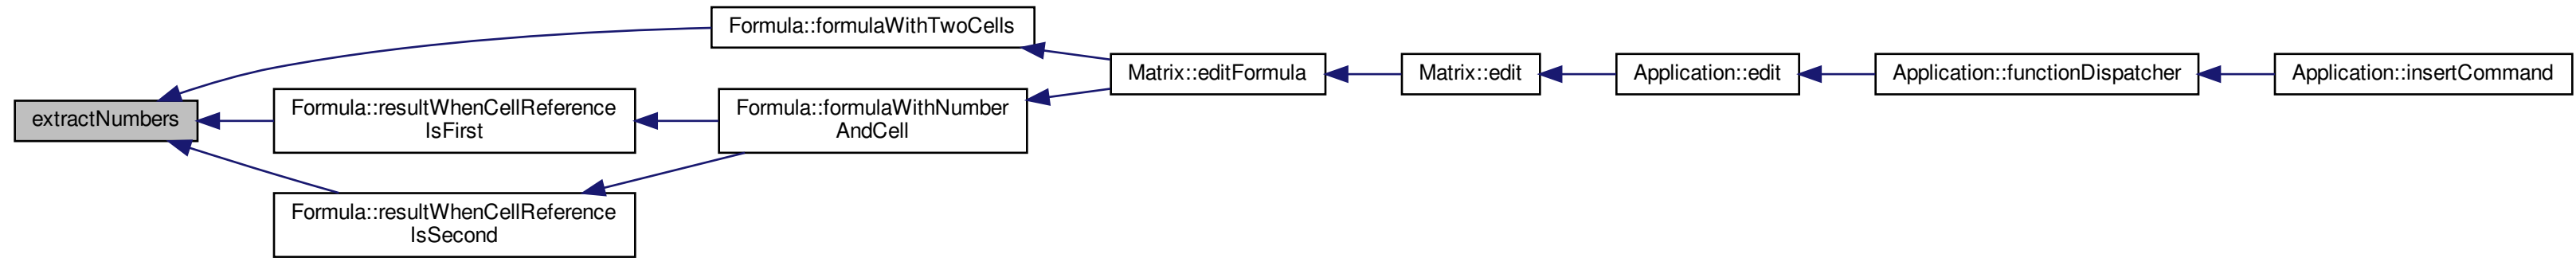 extractNumbers
Formula::formulaWithTwoCells
Formula::resultWhenCellReference
IsFirst
Formula::resultWhenCellReference
IsSecond
Formula::formulaWithNumber
AndCell
Matrix::editFormula
Matrix::edit
Application::edit
Application::functionDispatcher
Application::insertCommand